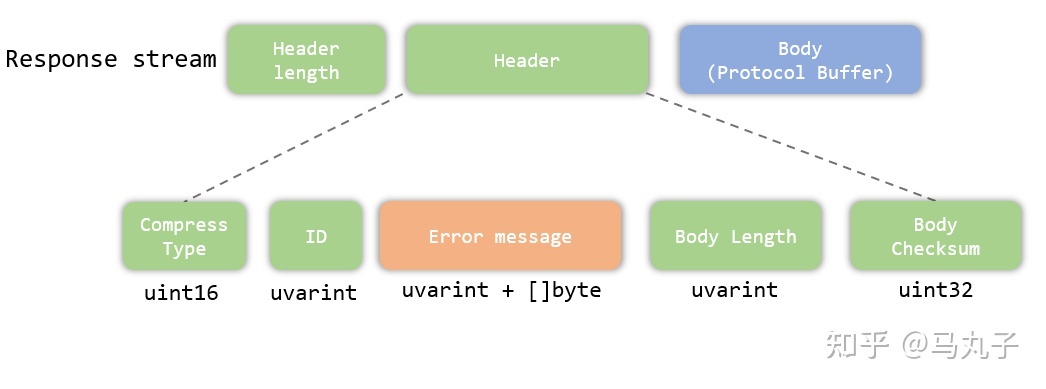 Response stream
Header
length
Header
Body
(Protocol Buffer)
Compress
Type
ID
Error message
Body Length
Body
Checksum
uint16
uvarint
uvarint + []byte
uvarint
uint32
知乎 @马丸子